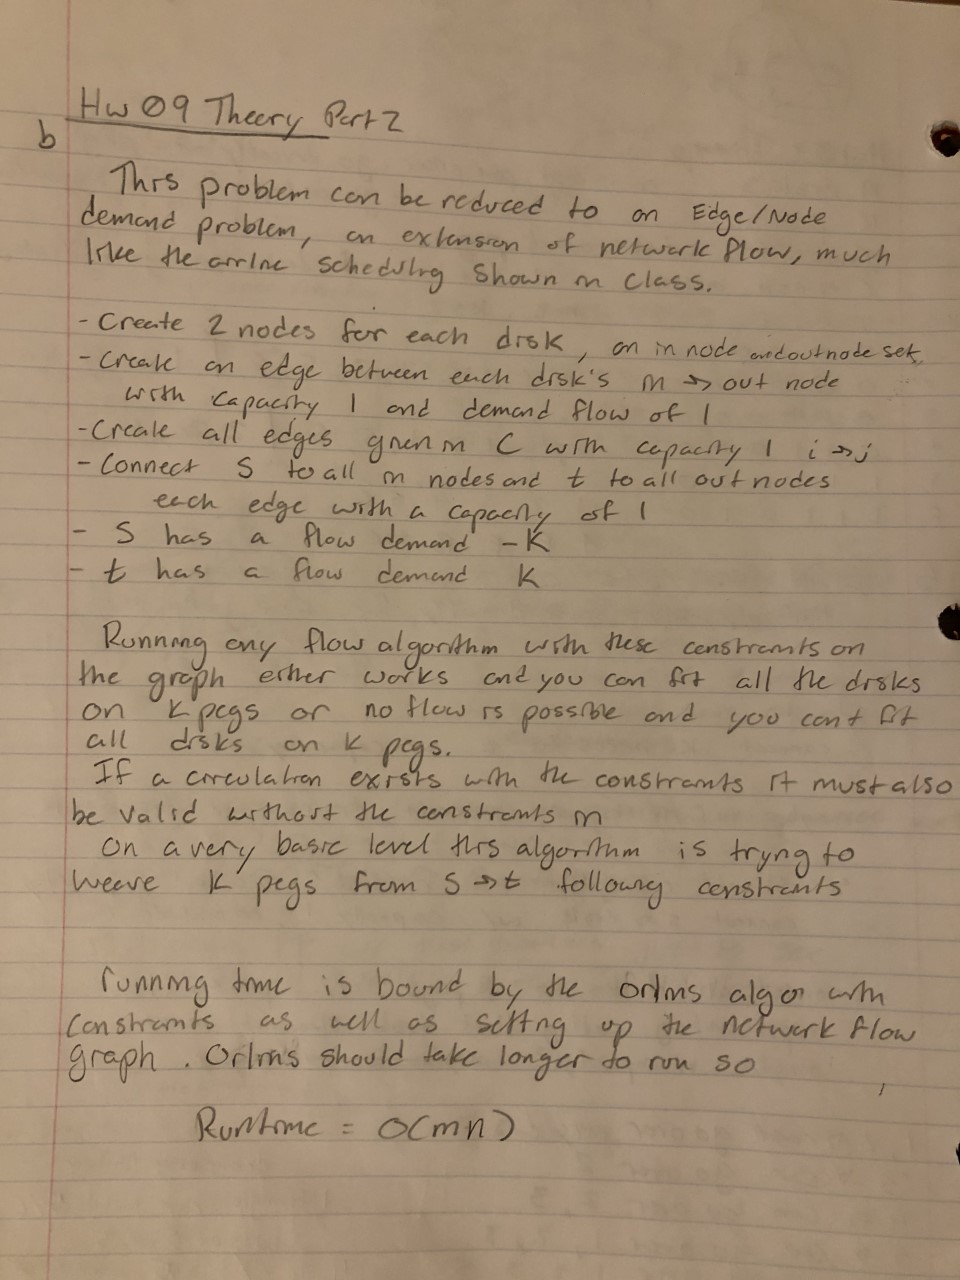 Hw 09 Theory Part 2
b
This problem can be reduced to an Edge/Node
demand problem, an extension of network flow, much
like the airline scheduling shown in class.
- Create 2 nodes for each disk, an in node and outnode set,
- Create an edge between each disk's in → out node
with capacity 1 and demand flow of 1
- Create all edges given in C with capacity 1 i → j
- Connect S to all in nodes and t to all out nodes
each edge with a capacity of 1
- S has a flow demand -K
- t has a flow demand K
Running any flow algorithm with these constraints on
the graph either works and you can fit all the disks
on K pegs or no flow is possible and you cant fit
all disks on K pegs.
If a circulation exists with the constraints it must also
be valid without the constraints in
On a very basic level this algorithm is trying to
weave K pegs from S → t following constraints
running time is bound by the Orlins algo with
Constraints as well as setting up the network flow
graph. Orlins should take longer to run so
Runtime = O(mn)